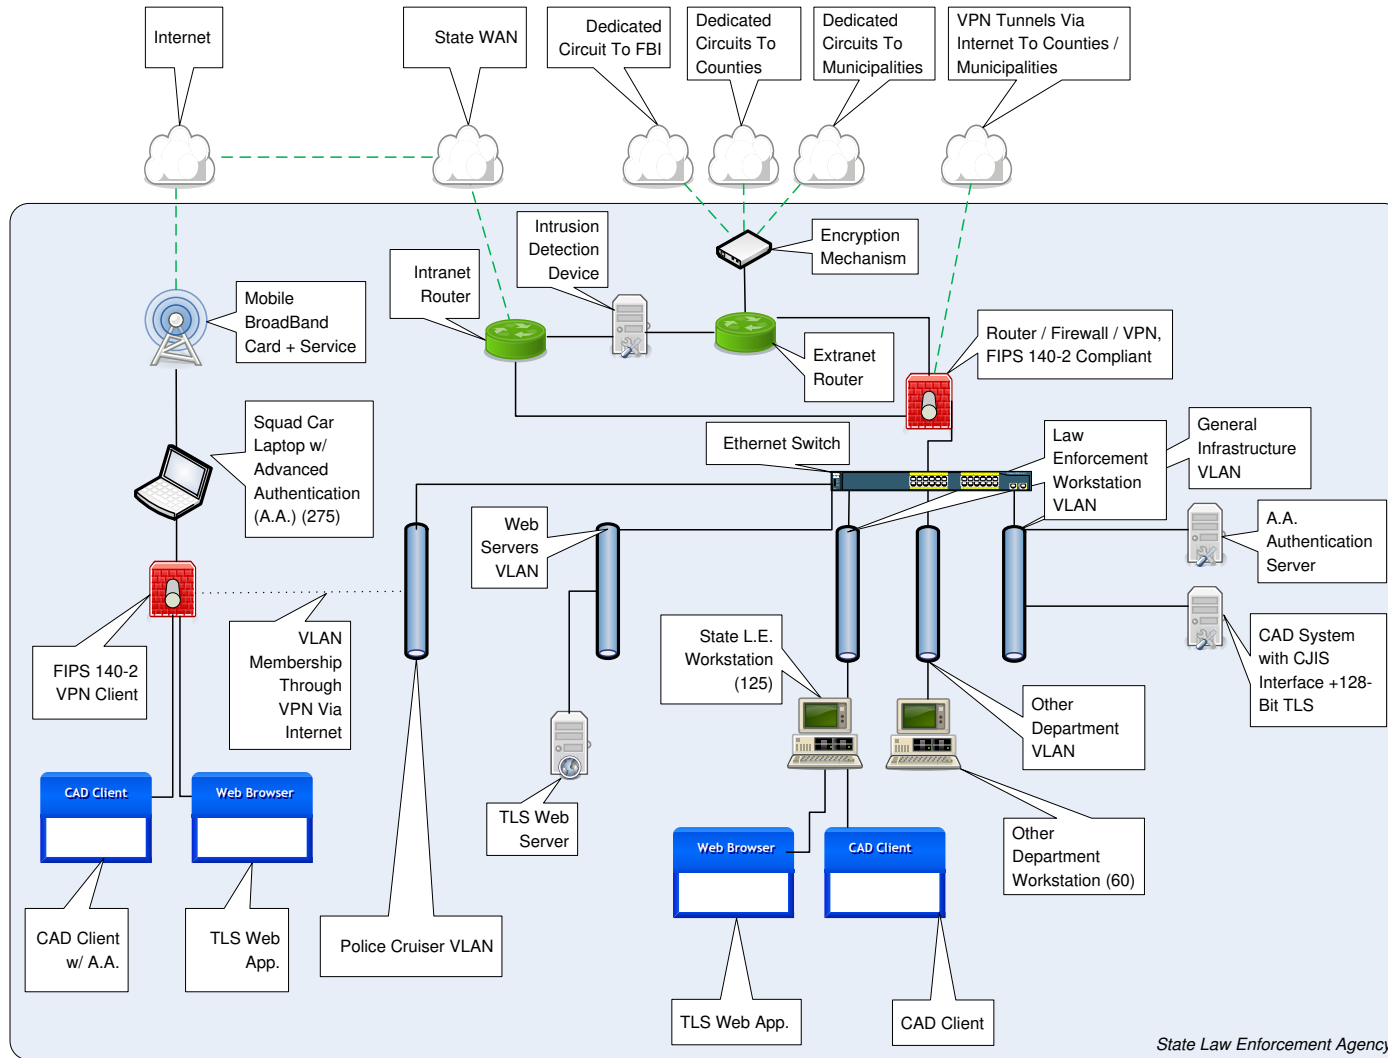 Internet
State WAN
Dedicated
Circuit To FBI
Dedicated
Circuits To
Counties
Dedicated
Circuits To
Municipalities
VPN Tunnels Via
Internet To Counties /
Municipalities
Intrusion
Detection
Device
Encryption
Mechanism
Intranet
Router
Mobile
BroadBand
Card + Service
Extranet
Router
Router / Firewall / VPN,
FIPS 140-2 Compliant
Squad Car
Laptop w/
Advanced
Authentication
(A.A.) (275)
Ethernet Switch
Law
Enforcement
Workstation
VLAN
General
Infrastructure
VLAN
Web
Servers
VLAN
A.A.
Authentication
Server
FIPS 140-2
VPN Client
VLAN
Membership
Through
VPN Via
Internet
State L.E.
Workstation
(125)
CAD System
with CJIS
Interface +128-
Bit TLS
Other
Department
VLAN
CAD Client
Web Browser
TLS Web
Server
Web Browser
CAD Client
Other
Department
Workstation (60)
CAD Client
w/ A.A.
TLS Web
App.
Police Cruiser VLAN
TLS Web App.
CAD Client
State Law Enforcement Agency